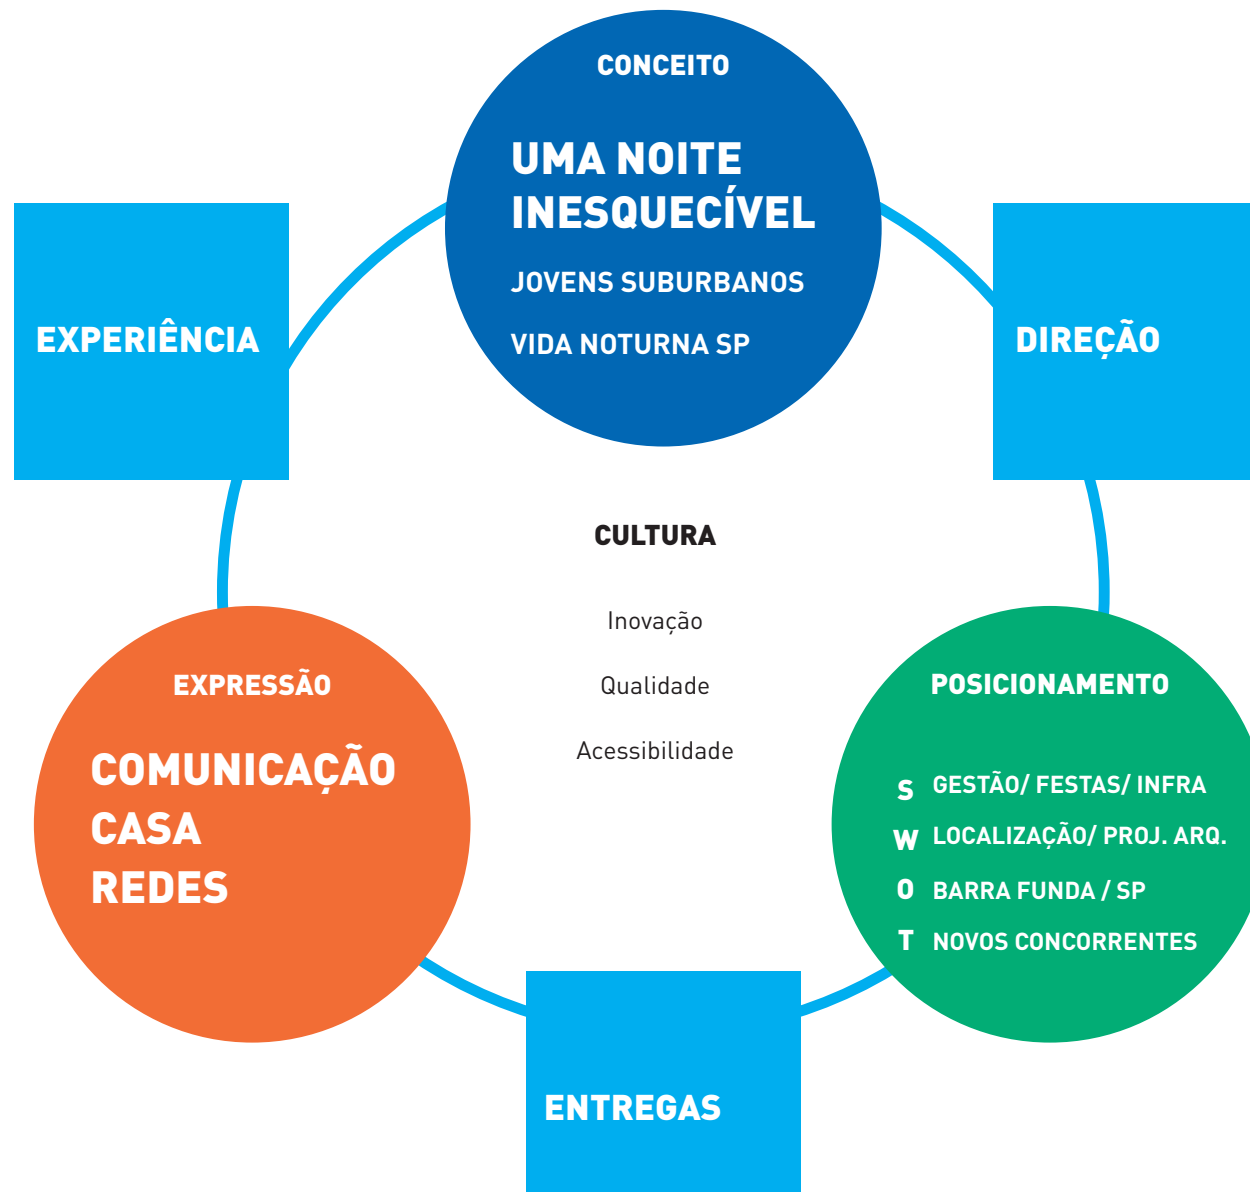 CONCEITO
UMA NOITE
INESQUECÍVEL
JOVENS SUBURBANOS
VIDA NOTURNA SP
EXPERIÊNCIA
DIREÇÃO
CULTURA
Inovação
Qualidade
Acessibilidade
EXPRESSÃO
COMUNICAÇÃO
CASA
REDES
POSICIONAMENTO
S GESTÃO/ FESTAS/ INFRA
W LOCALIZAÇÃO/ PROJ. ARQ.
O BARRA FUNDA / SP
T NOVOS CONCORRENTES
ENTREGAS